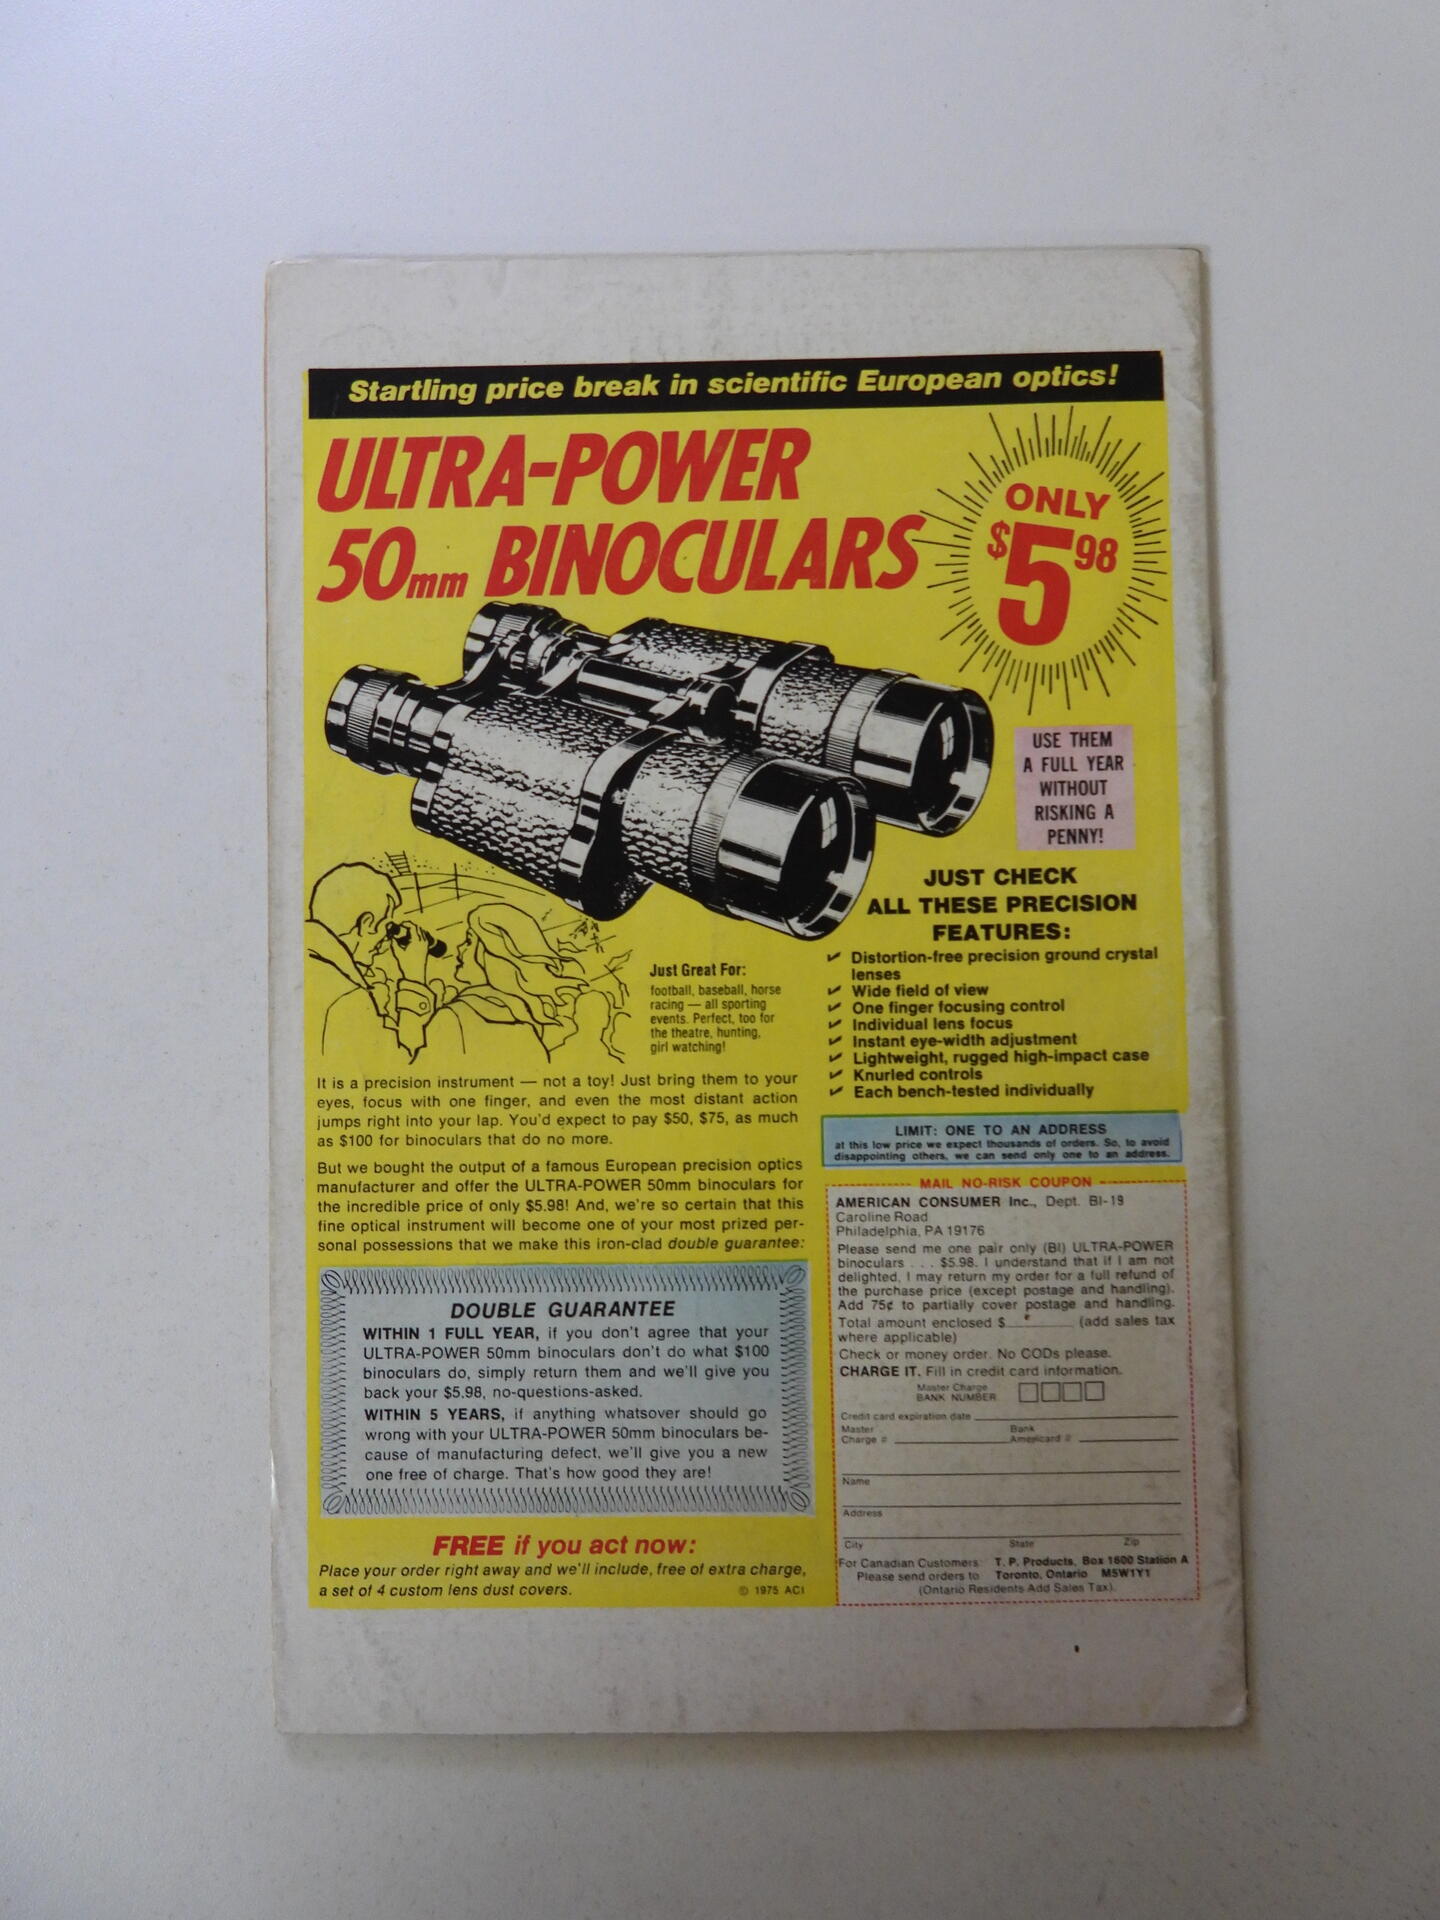 Startling price break in scientific European optics!
ULTRA-POWER
50mm BINOCULARS
ONLY
$5.98
USE THEM
A FULL YEAR
WITHOUT
RISKING A
PENNY!
JUST CHECK
ALL THESE PRECISION
FEATURES:
✓ Distortion-free precision ground crystal
lenses
✓ Wide field of view
✓ One finger focusing control
✓ Individual lens focus
✓ Instant eye-width adjustment
✓ Lightweight, rugged high-impact case
✓ Knurled controls
✓ Each bench-tested individually
Just Great For:
football, baseball, horse
racing — all sporting
events. Perfect, too for
the theatre, hunting,
girl watching!
It is a precision instrument — not a toy! Just bring them to your
eyes, focus with one finger, and even the most distant action
jumps right into your lap. You'd expect to pay $50, $75, as much
as $100 for binoculars that do no more.
But we bought the output of a famous European precision optics
manufacturer and offer the ULTRA-POWER 50mm binoculars for
the incredible price of only $5.98! And, we're so certain that this
fine optical instrument will become one of your most prized per-
sonal possessions that we make this iron-clad double guarantee:
DOUBLE GUARANTEE
WITHIN 1 FULL YEAR, if you don't agree that your
ULTRA-POWER 50mm binoculars don't do what $100
binoculars do, simply return them and we'll give you
back your $5.98, no-questions-asked.
WITHIN 5 YEARS, if anything whatsover should go
wrong with your ULTRA-POWER 50mm binoculars be-
cause of manufacturing defect, we'll give you a new
one free of charge. That's how good they are!
FREE if you act now:
Place your order right away and we'll include, free of extra charge,
a set of 4 custom lens dust covers.
© 1975 ACI
LIMIT: ONE TO AN ADDRESS
at this low price we expect thousands of orders. So, to avoid
disappointing others, we can send only one to an address.
MAIL NO-RISK COUPON
AMERICAN CONSUMER Inc., Dept. BI-19
Caroline Road
Philadelphia, PA 19176
Please send me one pair only (BI) ULTRA-POWER
binoculars . . . $5.98. I understand that if I am not
delighted, I may return my order for a full refund of
the purchase price (except postage and handling).
Add 75¢ to partially cover postage and handling.
Total amount enclosed $ (add sales tax
where applicable)
Check or money order. No CODs please.
CHARGE IT. Fill in credit card information.
Master Charge
BANK NUMBER
Credit card expiration date
Master Bank
Charge # Americard #
Name
Address
City State Zip
For Canadian Customers: T. P. Products, Box 1600 Station A
Please send orders to Toronto, Ontario M5W1Y1
(Ontario Residents Add Sales Tax).